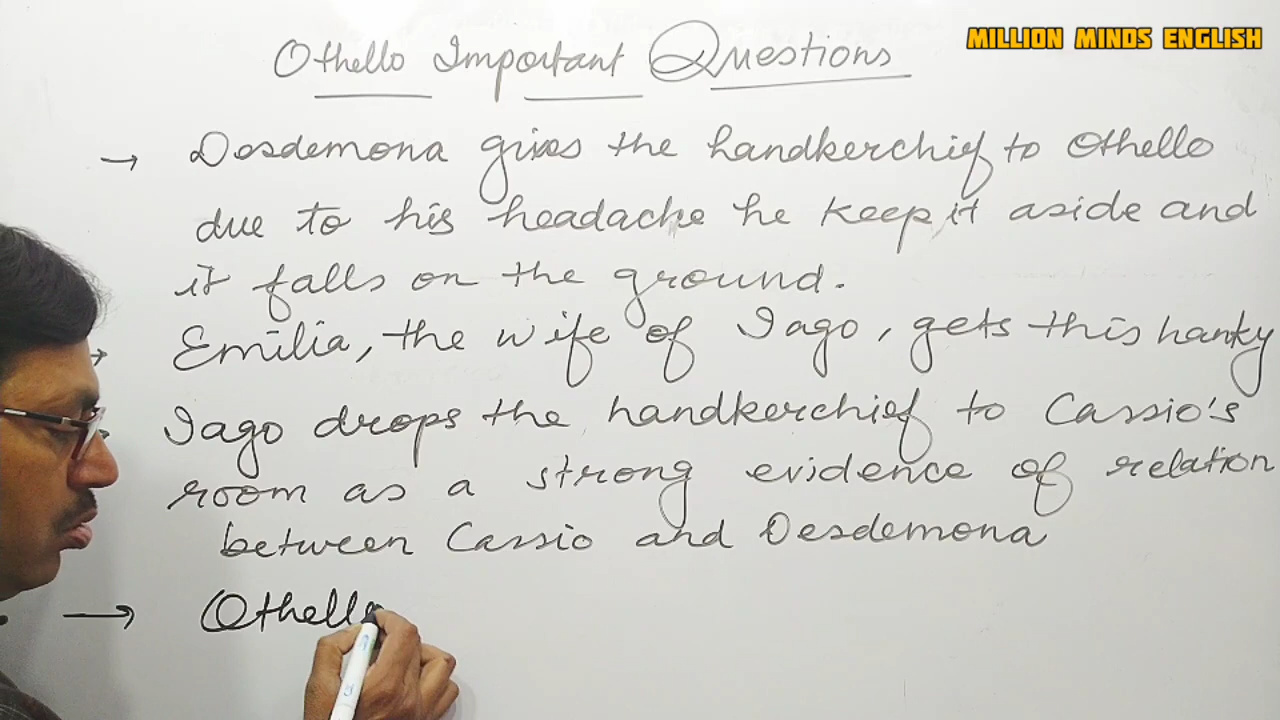 MILLION MINDS ENGLISH
Othello Important Questions
→ Desdemona gives the handkerchief to Othello
due to his headache he keep it aside and
it falls on the ground.
→ Emilia, the wife of Iago, gets this hanky
Iago drops the handkerchief to Cassio's
room as a strong evidence of relation
between Cassio and Desdemona
→ Othello